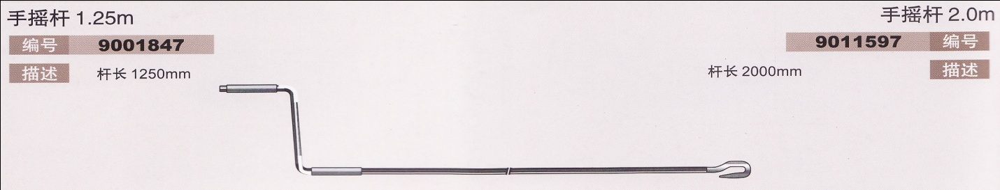 手摇杆 1.25m
编号 9001847
描述 杆长 1250mm
手摇杆 2.0m
9011597 编号
杆长 2000mm 描述